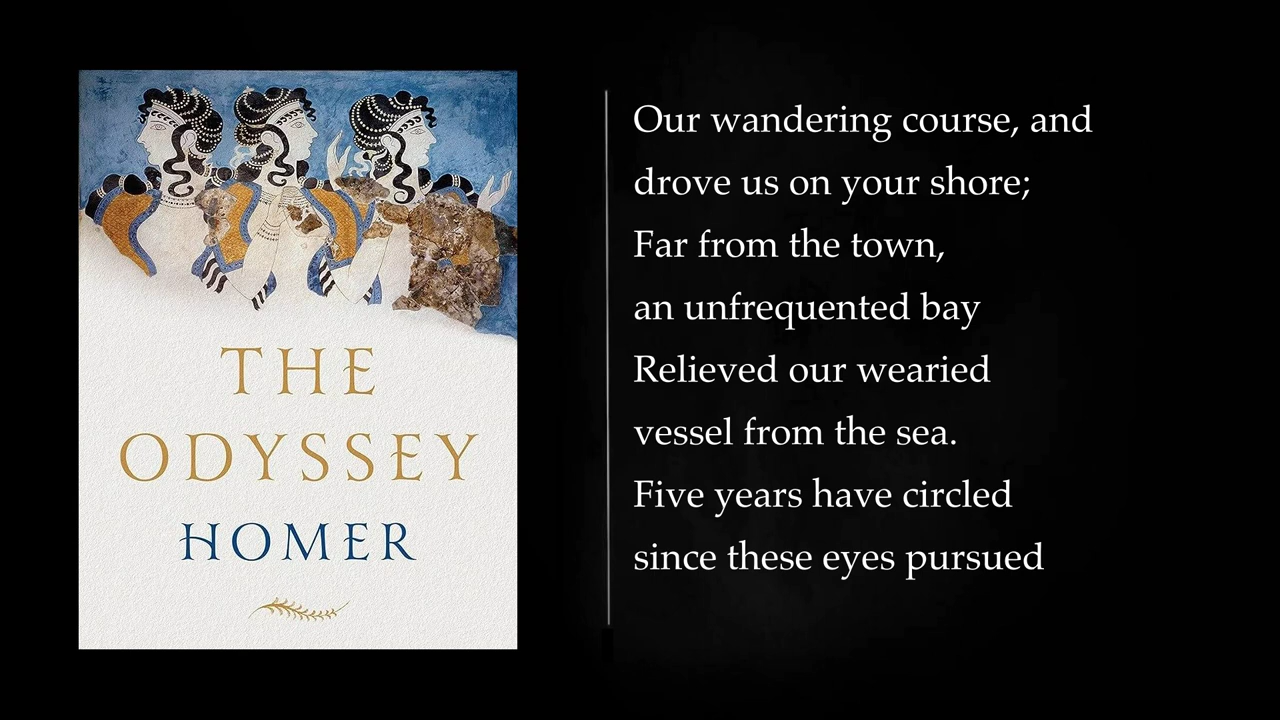 THE
ODYSSEY
HOMER
Our wandering course, and
drove us on your shore;
Far from the town,
an unfrequented bay
Relieved our wearied
vessel from the sea.
Five years have circled
since these eyes pursued